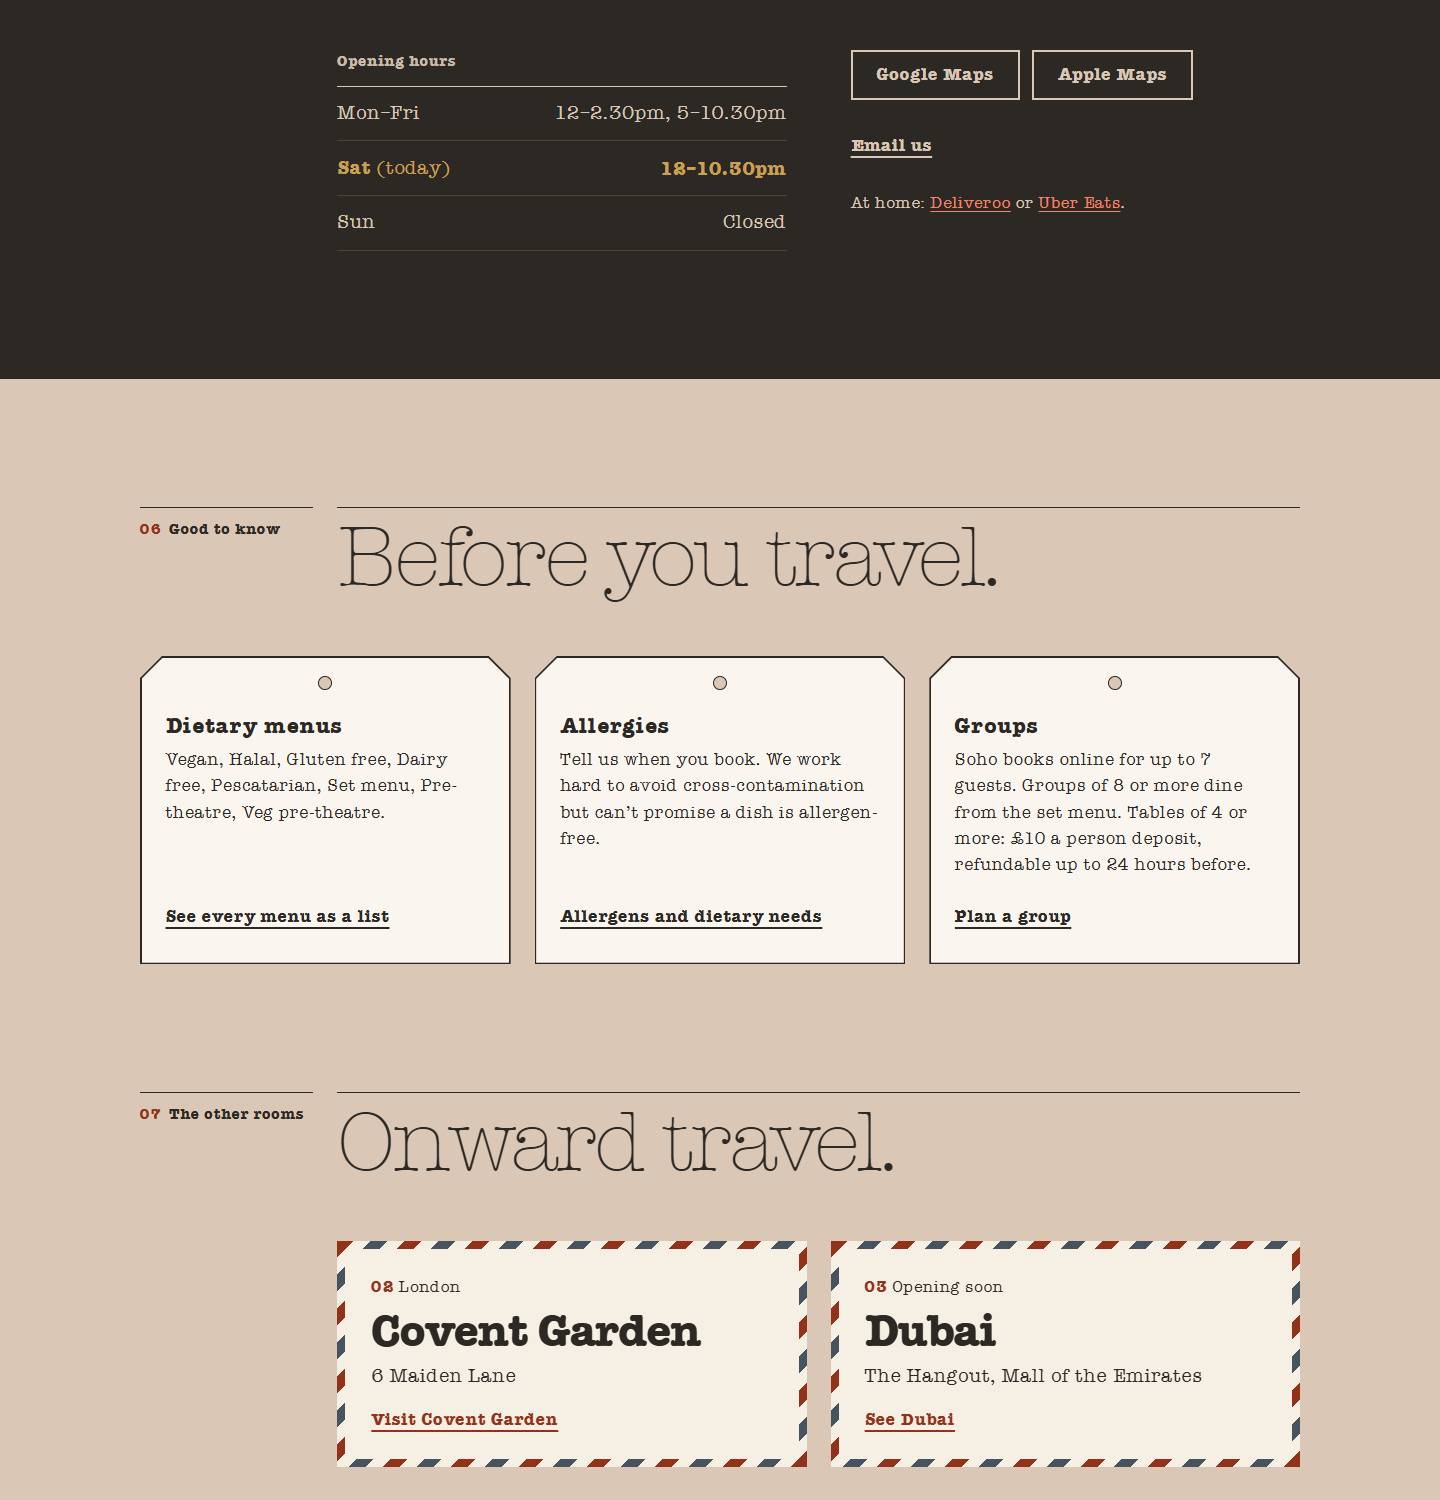 Opening hours
Mon–Fri 12–2.30pm, 5–10.30pm
Sat (today) 12–10.30pm
Sun Closed
Google Maps Apple Maps
Email us
At home: Deliveroo or Uber Eats.
06 Good to know
Before you travel.
Dietary menus
Vegan, Halal, Gluten free, Dairy
free, Pescatarian, Set menu, Pre-
theatre, Veg pre-theatre.
See every menu as a list
Allergies
Tell us when you book. We work
hard to avoid cross-contamination
but can’t promise a dish is allergen-
free.
Allergens and dietary needs
Groups
Soho books online for up to 7
guests. Groups of 8 or more dine
from the set menu. Tables of 4 or
more: £10 a person deposit,
refundable up to 24 hours before.
Plan a group
07 The other rooms
Onward travel.
02 London
Covent Garden
6 Maiden Lane
Visit Covent Garden
03 Opening soon
Dubai
The Hangout, Mall of the Emirates
See Dubai